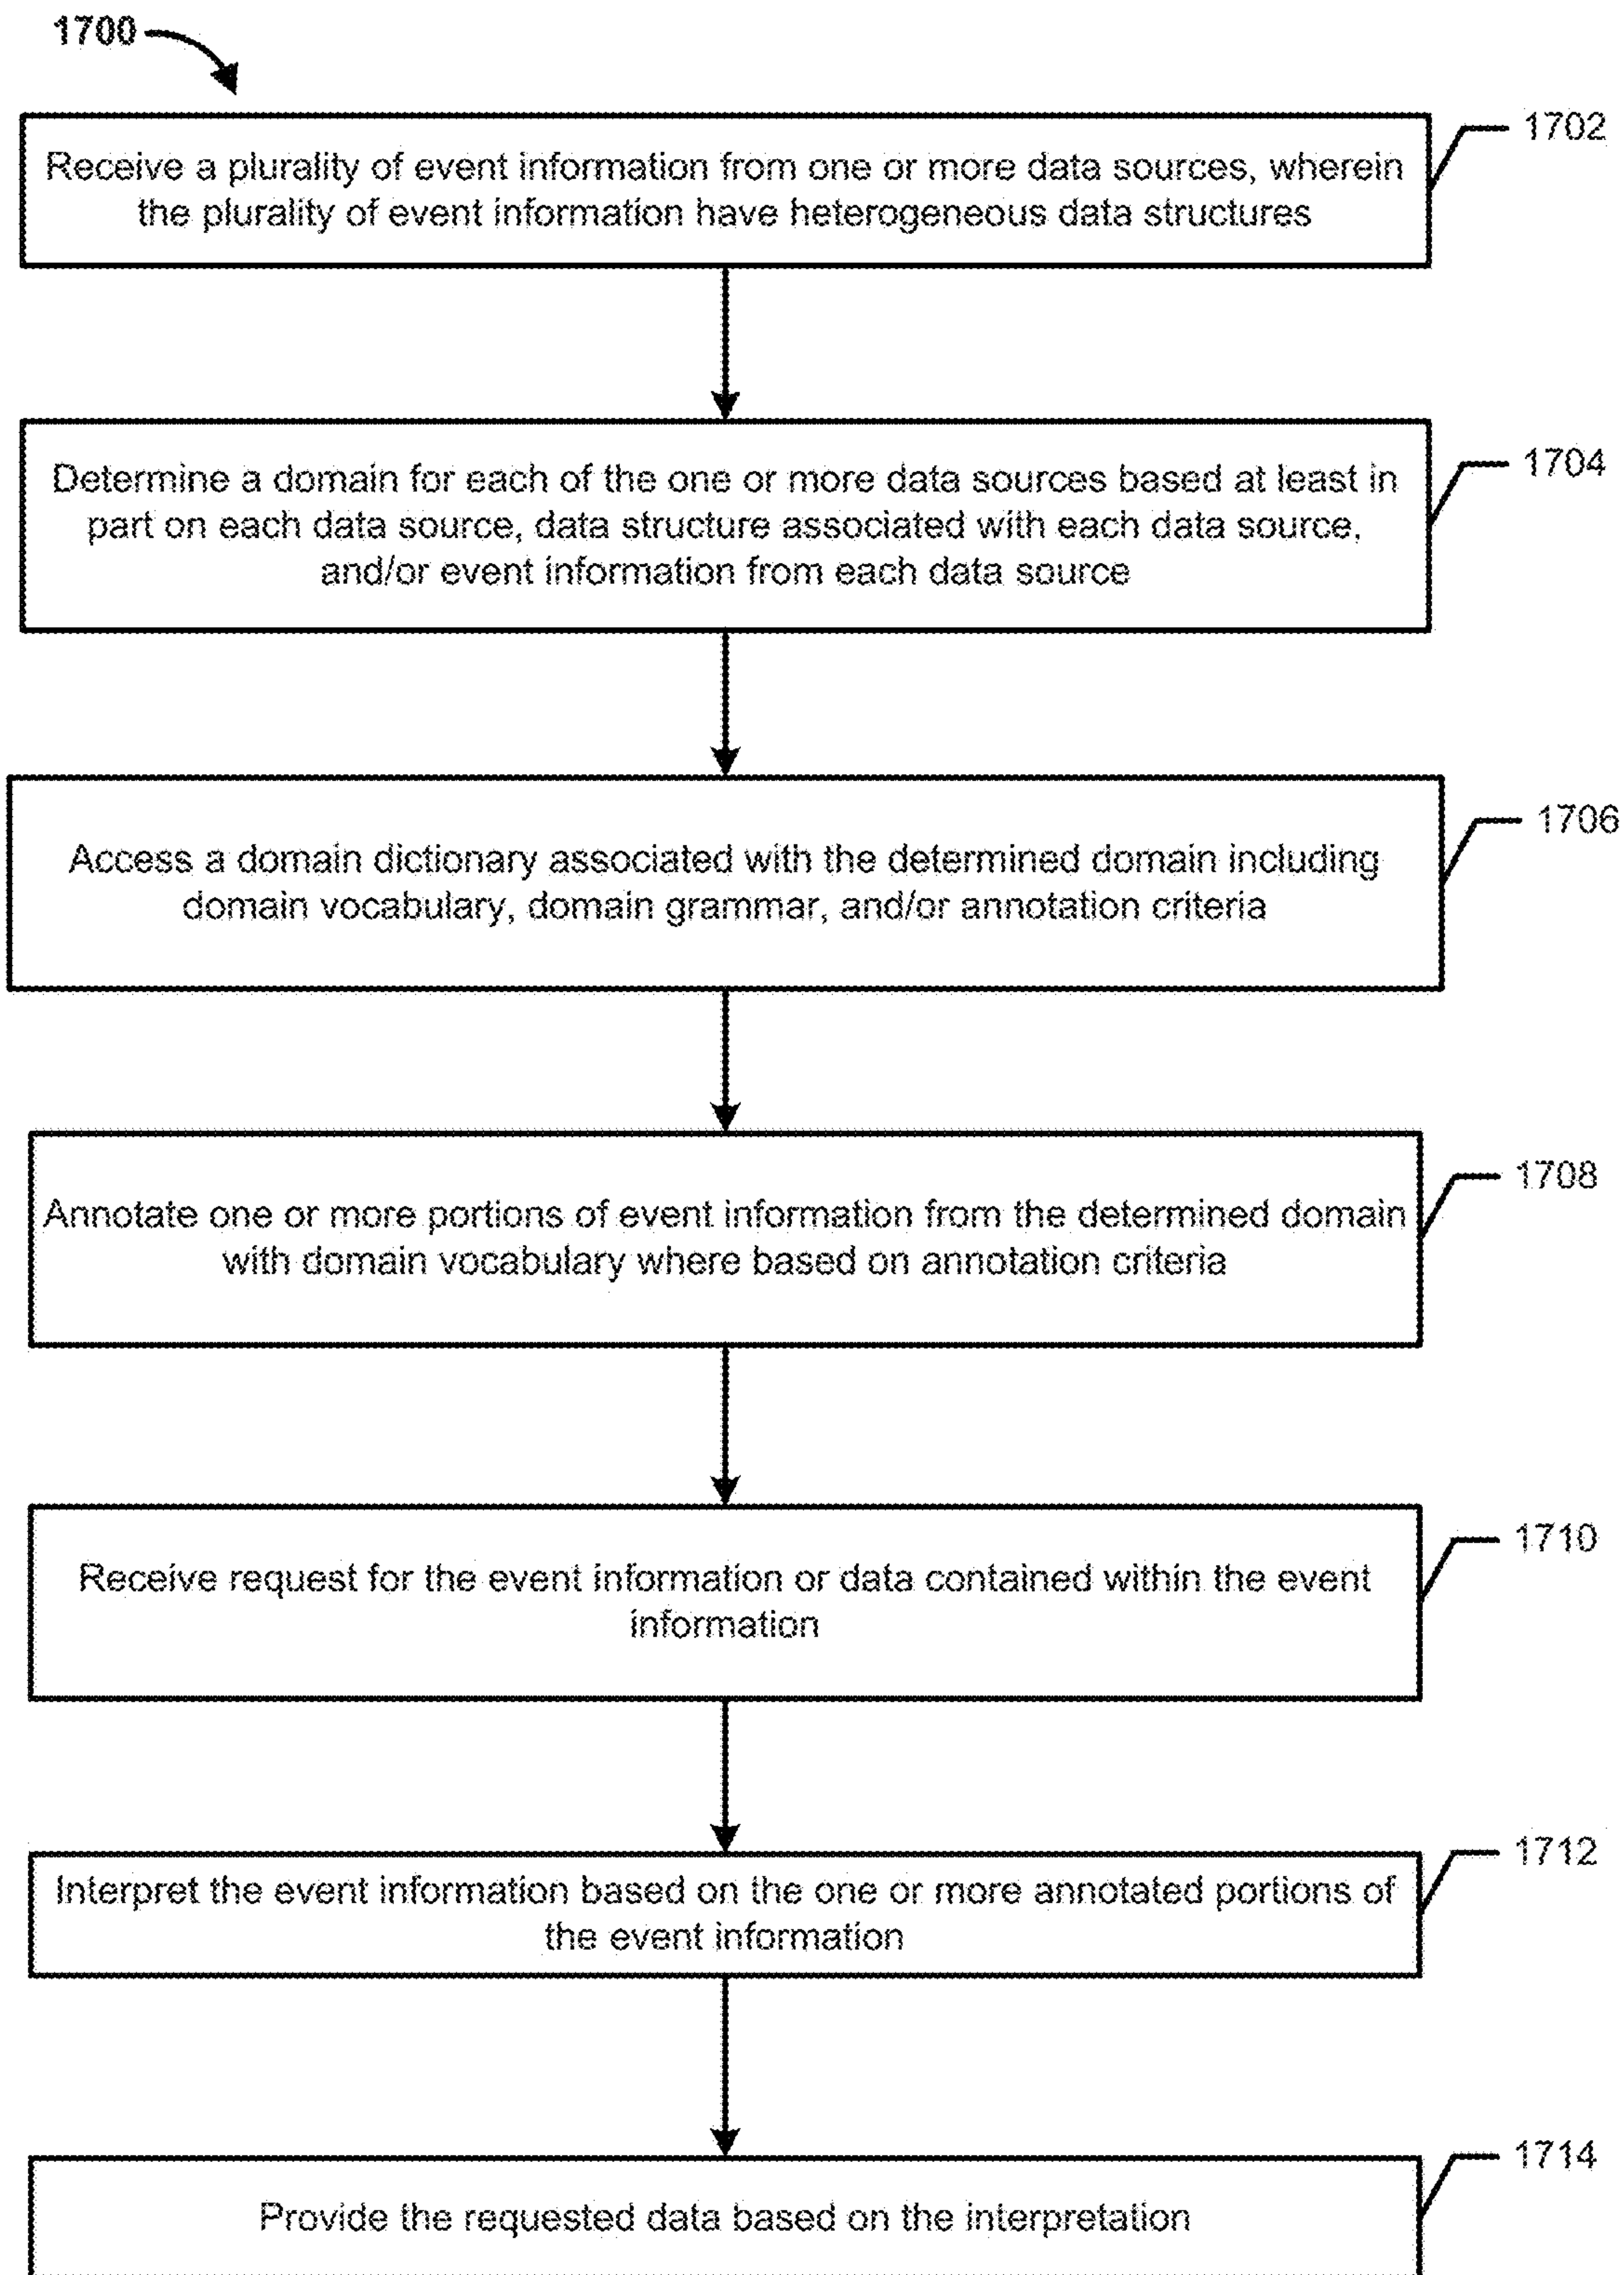 1700
1702
Receive a plurality of event information from one or more data sources, wherein
the plurality of event information have heterogeneous data structures
1704
Determine a domain for each of the one or more data sources based at least in
part on each data source, data structure associated with each data source,
and/or event information from each data source
1706
Access a domain dictionary associated with the determined domain including
domain vocabulary, domain grammar, and/or annotation criteria
1708
Annotate one or more portions of event information from the determined domain
with domain vocabulary where based on annotation criteria
1710
Receive request for the event information or data contained within the event
information
1712
Interpret the event information based on the one or more annotated portions of
the event information
1714
Provide the requested data based on the interpretation